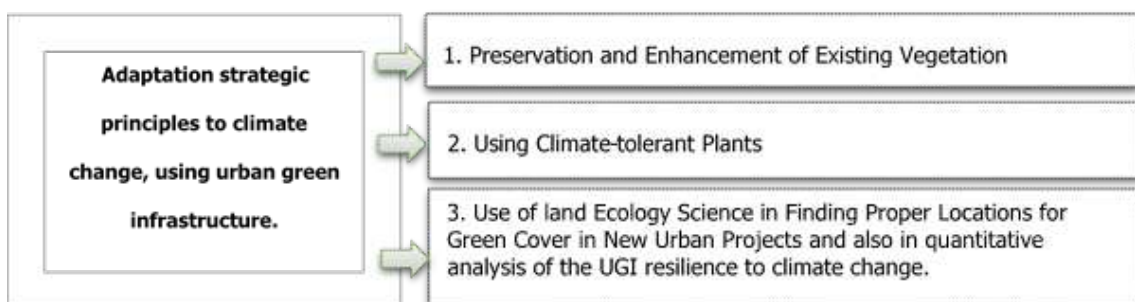 Adaptation strategic
principles to climate
change, using urban green
infrastructure.
1. Preservation and Enhancement of Existing Vegetation
2. Using Climate-tolerant Plants
3. Use of land Ecology Science in Finding Proper Locations for
Green Cover in New Urban Projects and also in quantitative
analysis of the UGI resilience to climate change.